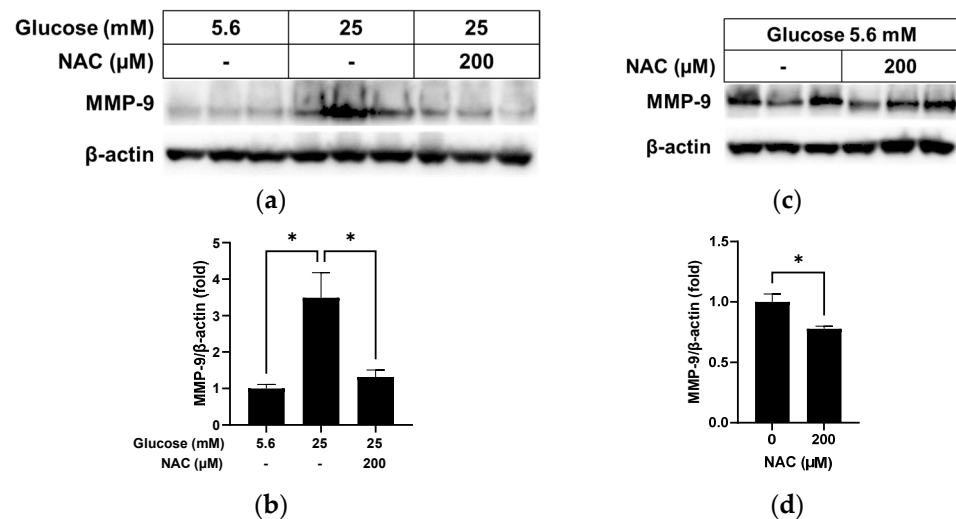 Glucose (mM) 5.6 25 25
NAC (μM) - - 200
MMP-9
β-actin
(a)
Glucose 5.6 mM
NAC (μM) - 200
MMP-9
β-actin
(c)
MMP-9/β-actin (fold)
5
4
3
2
1
0
* *
Glucose (mM) 5.6 25 25
NAC (μM) - - 200
(b)
MMP-9/β-actin (fold)
1.5
1.0
0.5
0.0
*
0 200
NAC (μM)
(d)